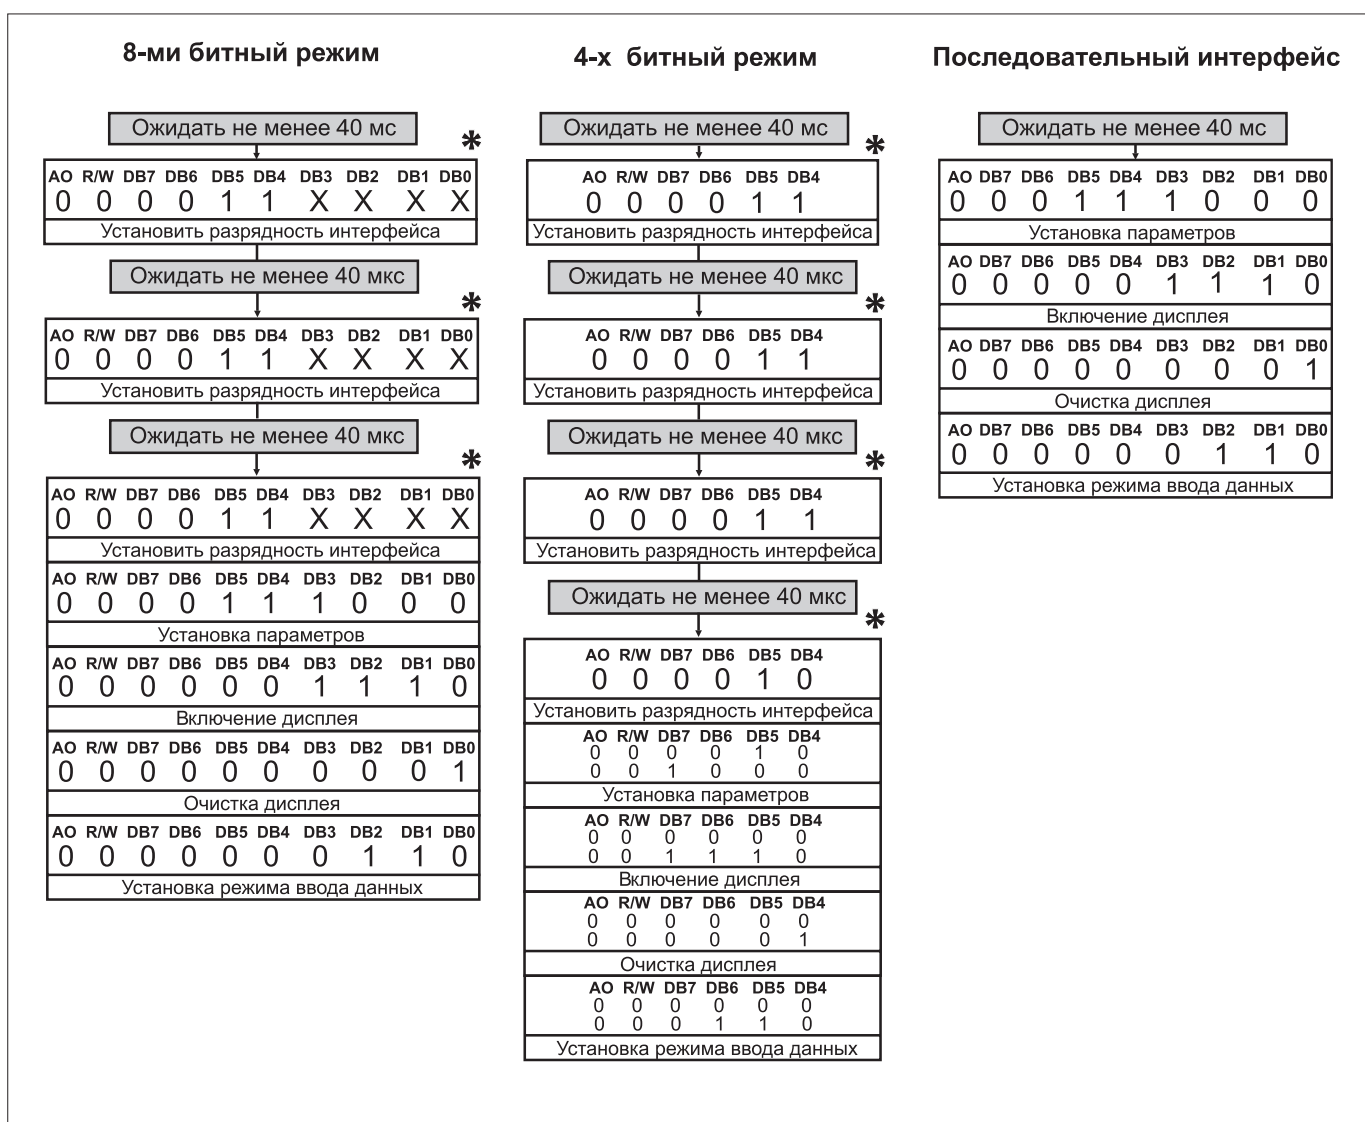 8-ми битный режим
Ожидать не менее 40 мс
*
AO R/W DB7 DB6 DB5 DB4 DB3 DB2 DB1 DB0
0 0 0 0 1 1 X X X X
Установить разрядность интерфейса
Ожидать не менее 40 мкс
*
AO R/W DB7 DB6 DB5 DB4 DB3 DB2 DB1 DB0
0 0 0 0 1 1 X X X X
Установить разрядность интерфейса
Ожидать не менее 40 мкс
*
AO R/W DB7 DB6 DB5 DB4 DB3 DB2 DB1 DB0
0 0 0 0 1 1 X X X X
Установить разрядность интерфейса
AO R/W DB7 DB6 DB5 DB4 DB3 DB2 DB1 DB0
0 0 0 0 1 1 1 0 0 0
Установка параметров
AO R/W DB7 DB6 DB5 DB4 DB3 DB2 DB1 DB0
0 0 0 0 0 0 1 1 1 0
Включение дисплея
AO R/W DB7 DB6 DB5 DB4 DB3 DB2 DB1 DB0
0 0 0 0 0 0 0 0 0 1
Очистка дисплея
AO R/W DB7 DB6 DB5 DB4 DB3 DB2 DB1 DB0
0 0 0 0 0 0 0 1 1 0
Установка режима ввода данных
4-х битный режим
Ожидать не менее 40 мс
*
AO R/W DB7 DB6 DB5 DB4
0 0 0 0 1 1
Установить разрядность интерфейса
Ожидать не менее 40 мкс
*
AO R/W DB7 DB6 DB5 DB4
0 0 0 0 1 1
Установить разрядность интерфейса
Ожидать не менее 40 мкс
*
AO R/W DB7 DB6 DB5 DB4
0 0 0 0 1 1
Установить разрядность интерфейса
Ожидать не менее 40 мкс
*
AO R/W DB7 DB6 DB5 DB4
0 0 0 0 1 0
Установить разрядность интерфейса
AO R/W DB7 DB6 DB5 DB4
0 0 0 0 1 0
0 0 1 0 0 0
Установка параметров
AO R/W DB7 DB6 DB5 DB4
0 0 0 0 0 0
0 0 1 1 1 0
Включение дисплея
AO R/W DB7 DB6 DB5 DB4
0 0 0 0 0 0
0 0 0 0 0 1
Очистка дисплея
AO R/W DB7 DB6 DB5 DB4
0 0 0 0 0 0
0 0 0 1 1 0
Установка режима ввода данных
Последовательный интерфейс
Ожидать не менее 40 мс
AO DB7 DB6 DB5 DB4 DB3 DB2 DB1 DB0
0 0 0 1 1 1 0 0 0
Установка параметров
AO DB7 DB6 DB5 DB4 DB3 DB2 DB1 DB0
0 0 0 0 0 1 1 1 0
Включение дисплея
AO DB7 DB6 DB5 DB4 DB3 DB2 DB1 DB0
0 0 0 0 0 0 0 0 1
Очистка дисплея
AO DB7 DB6 DB5 DB4 DB3 DB2 DB1 DB0
0 0 0 0 0 0 1 1 0
Установка режима ввода данных